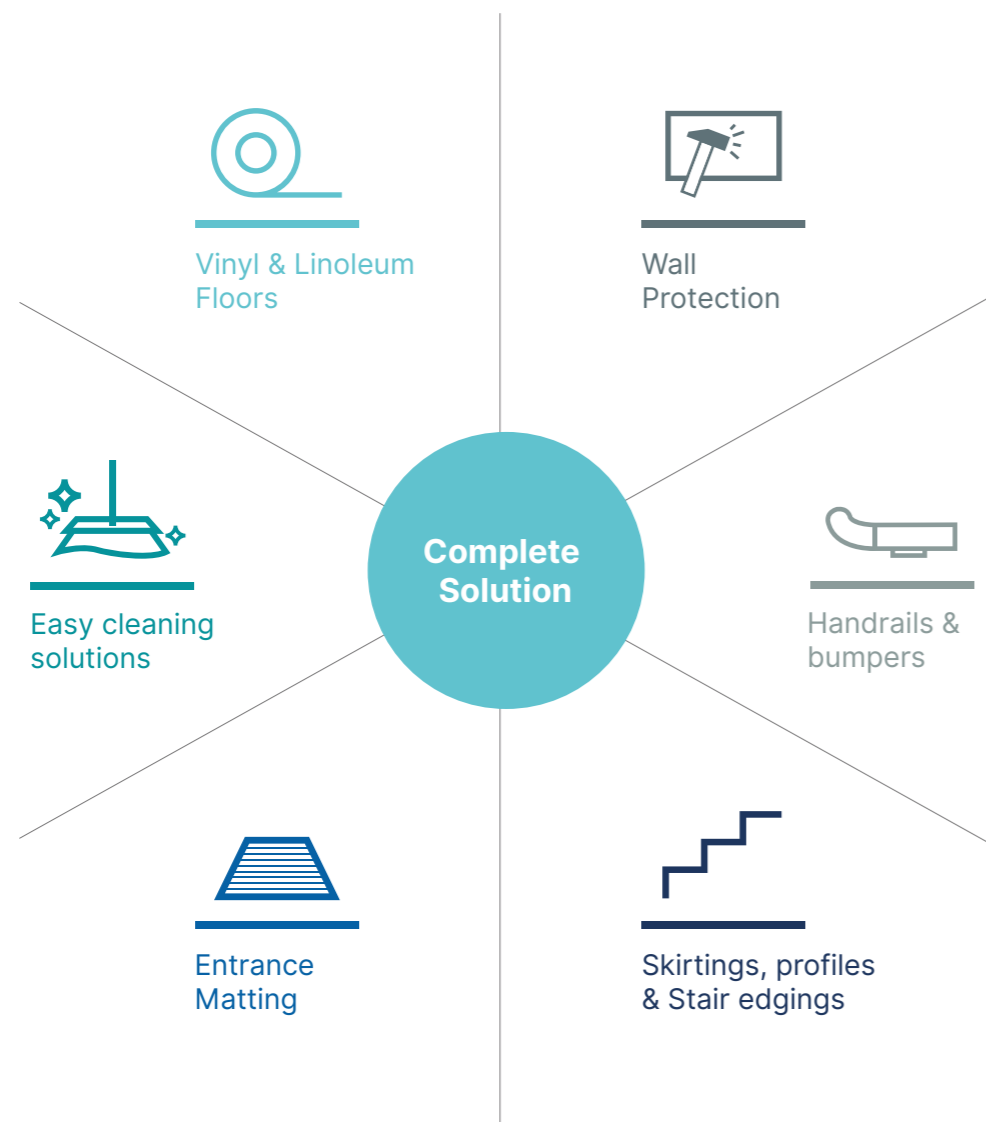 Vinyl & Linoleum
Floors
Wall
Protection
Complete
Solution
Easy cleaning
solutions
Handrails &
bumpers
Entrance
Matting
Skirtings, profiles
& Stair edgings